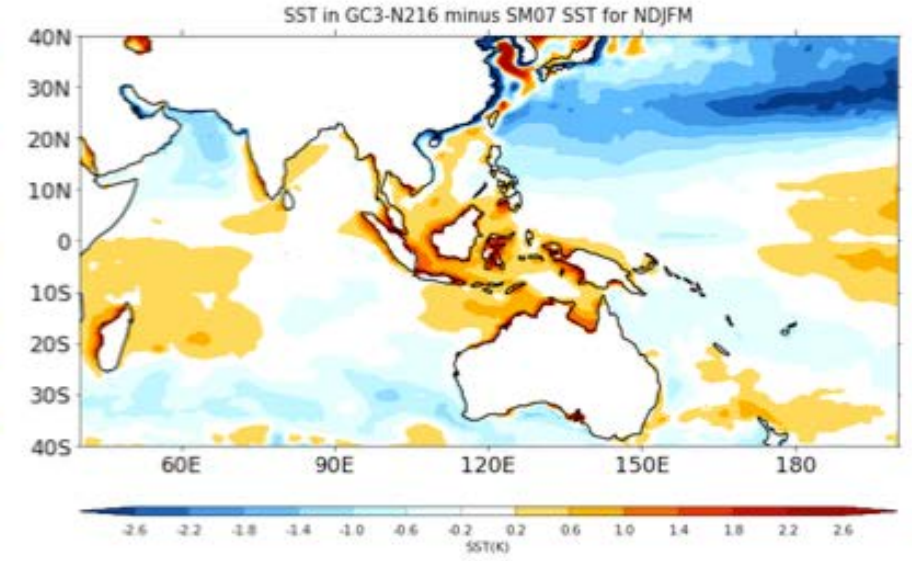 SST in GC3-N216 minus SM07 SST for NDJFM
40N
30N
20N
10N
0
10S
20S
30S
40S
60E 90E 120E 150E 180
-2.6 -2.2 -1.8 -1.4 -1.0 -0.6 -0.2 0.2 0.6 1.0 1.4 1.8 2.2 2.6
SST(K)